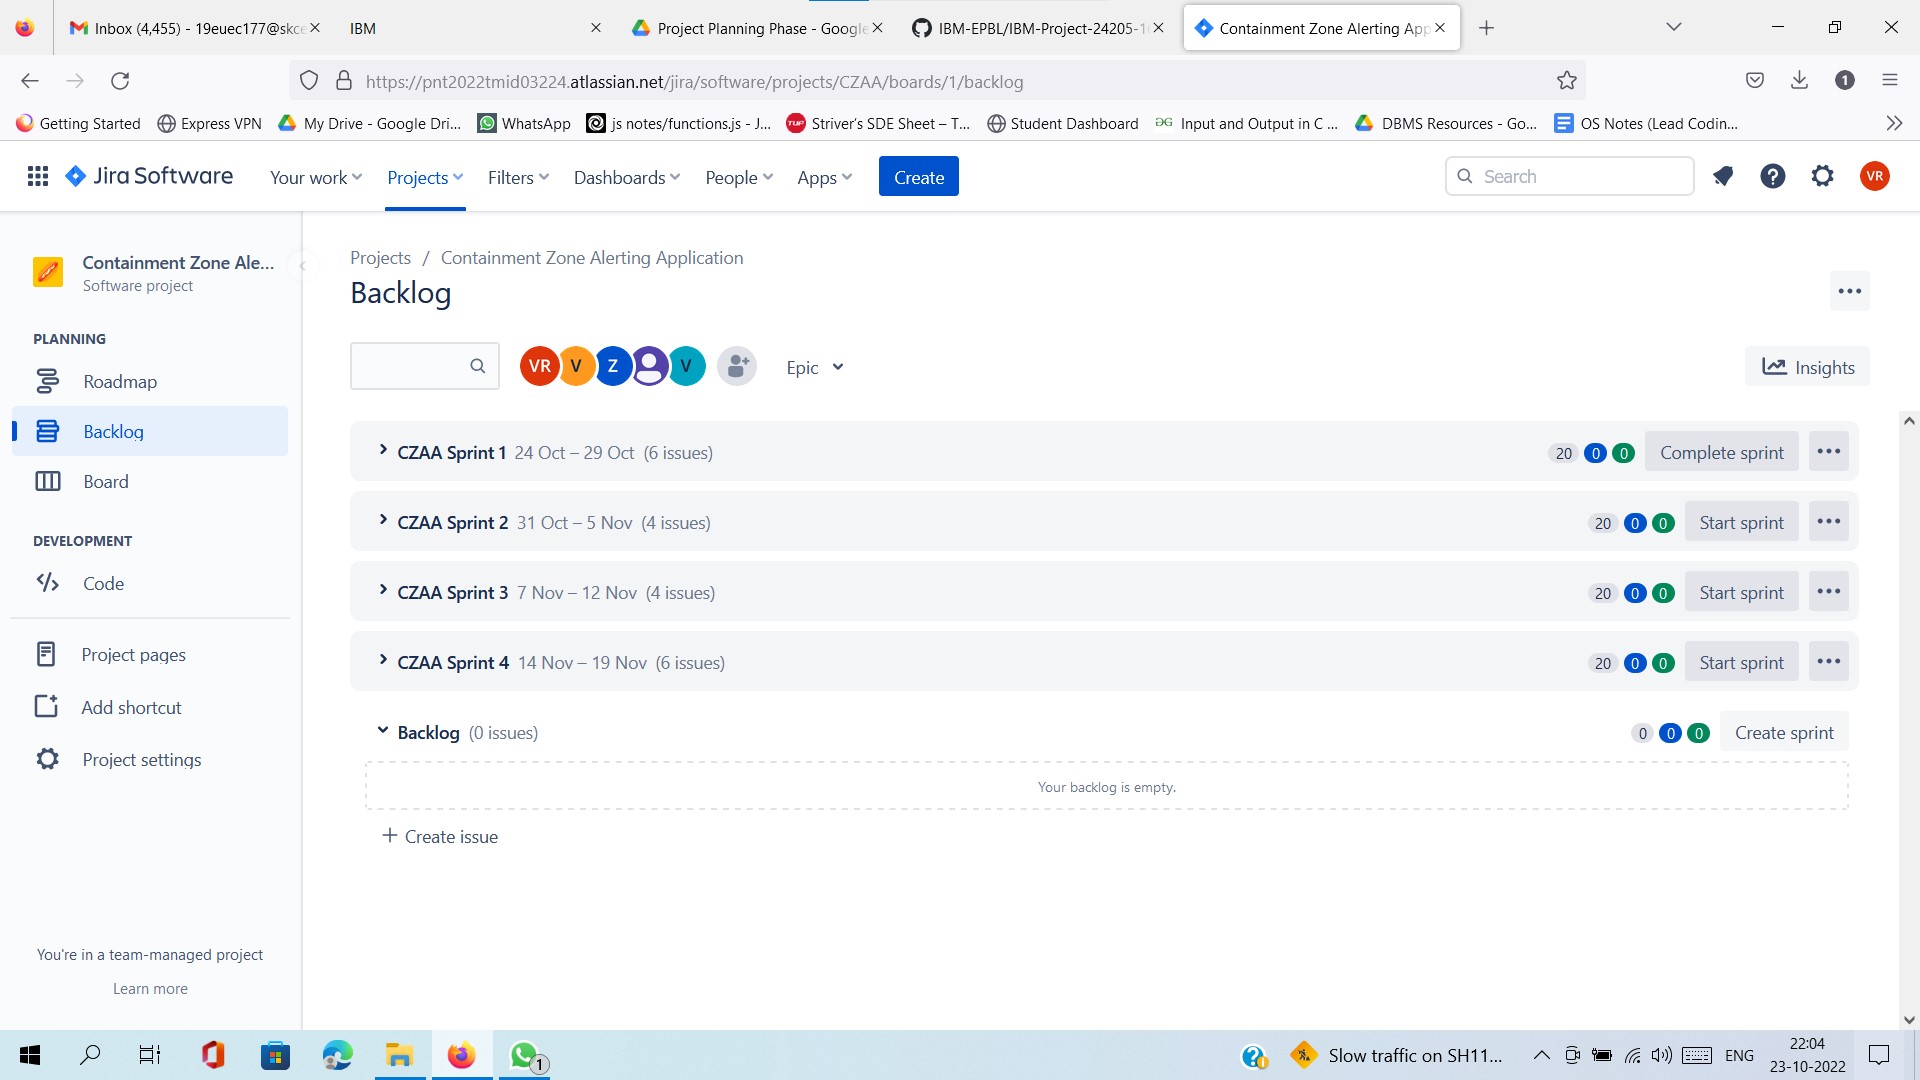 Inbox (4,455) - 19euec177@skce
IBM
Project Planning Phase - Google
IBM-EPBL/IBM-Project-24205-1
Containment Zone Alerting App
https://pnt2022tmid03224.atlassian.net/jira/software/projects/CZAA/boards/1/backlog
1
Getting Started
Express VPN
My Drive - Google Dri...
WhatsApp
js notes/functions.js - J...
TUF
Striver's SDE Sheet – T...
Student Dashboard
Input and Output in C ...
DBMS Resources - Go...
OS Notes (Lead Codin...
Jira Software
Your work
Projects
Filters
Dashboards
People
Apps
Create
Search
VR
Containment Zone Ale...
Software project
PLANNING
Roadmap
Backlog
Board
DEVELOPMENT
Code
Project pages
Add shortcut
Project settings
You're in a team-managed project
Learn more
Projects / Containment Zone Alerting Application
Backlog
VR V Z V
Epic
Insights
CZAA Sprint 1 24 Oct – 29 Oct (6 issues) 20 0 0 Complete sprint
CZAA Sprint 2 31 Oct – 5 Nov (4 issues) 20 0 0 Start sprint
CZAA Sprint 3 7 Nov – 12 Nov (4 issues) 20 0 0 Start sprint
CZAA Sprint 4 14 Nov – 19 Nov (6 issues) 20 0 0 Start sprint
Backlog (0 issues) 0 0 0 Create sprint
Your backlog is empty.
+ Create issue
1
Slow traffic on SH11...
ENG
22:04
23-10-2022